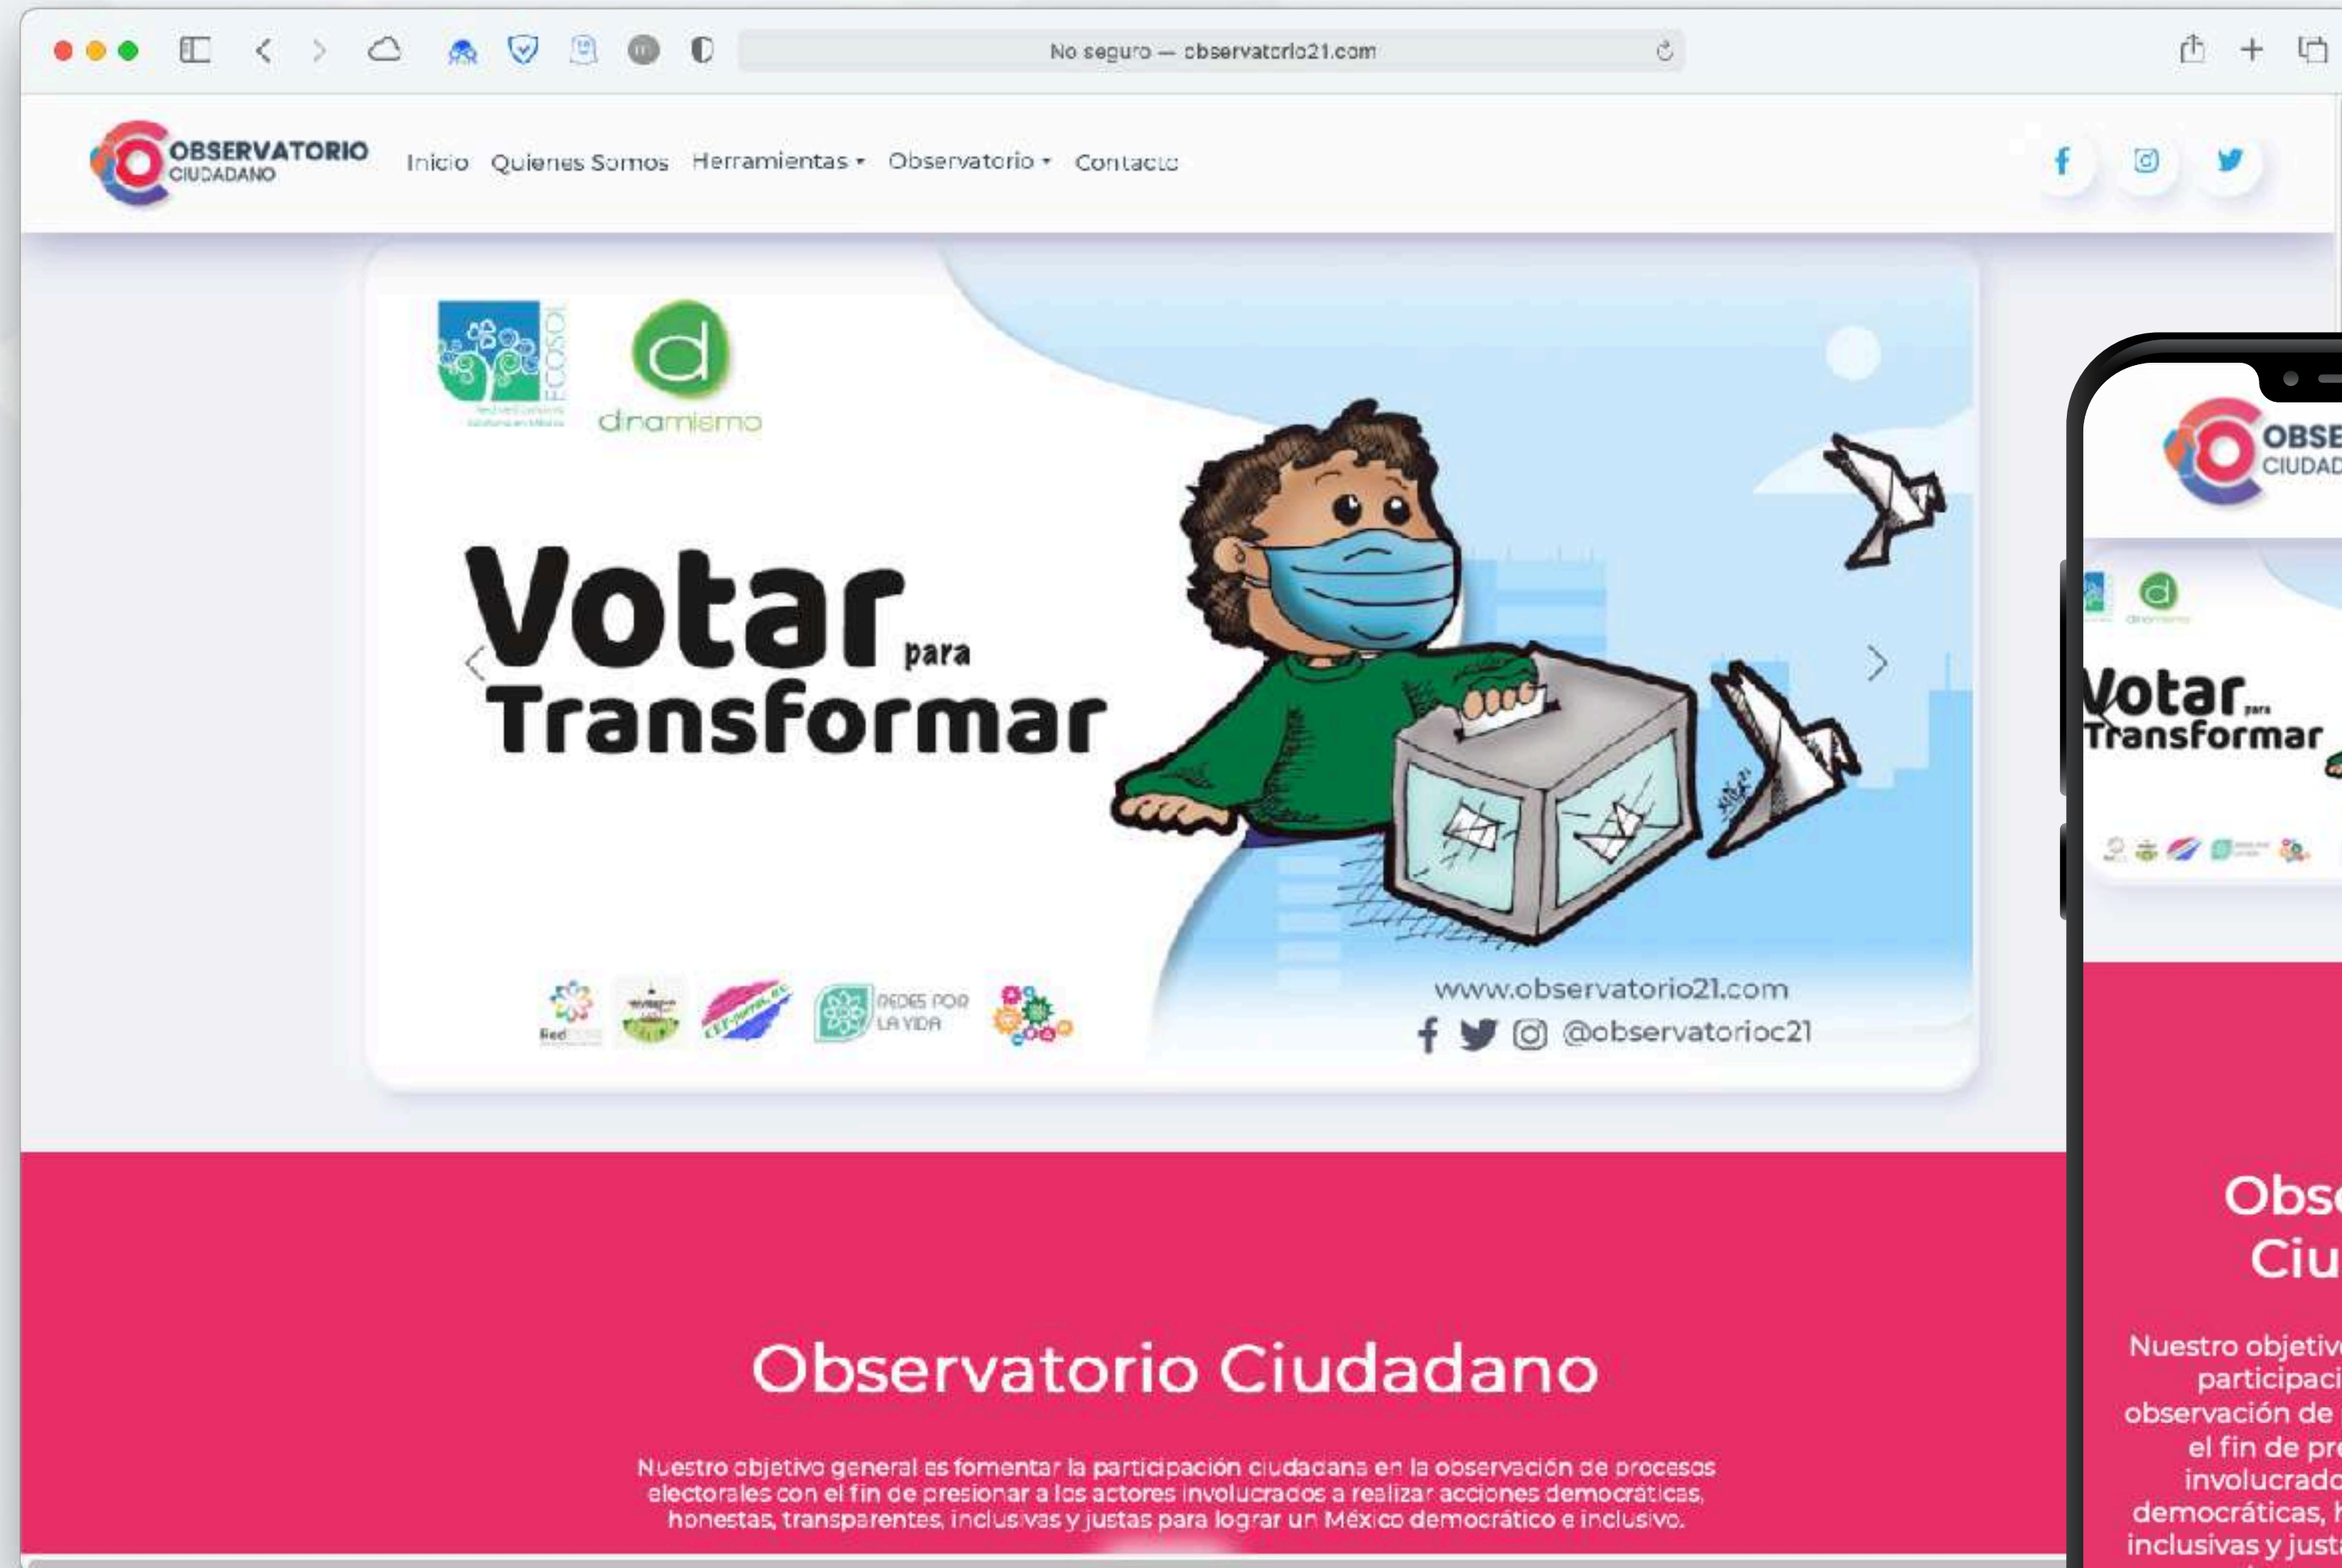 No seguro — observatorio21.com
OBSERVATORIO
CIUDADANO
Inicio Quienes Somos Herramientas Observatorio Contacto
ECOSOL
dinamismo
Votar para
Transformar
Red
REDES POR
LA VIDA
www.observatorio21.com
@observatorioc21
Observatorio Ciudadano
Nuestro objetivo general es fomentar la participación ciudadana en la observación de procesos
electorales con el fin de presionar a los actores involucrados a realizar acciones democráticas,
honestas, transparentes, inclusivas y justas para lograr un México democrático e inclusivo.
OBSE
CIUDAD
Votar para
Transformar
Obse
Ciu
Nuestro objetiv
participaci
observación de
el fin de pre
involucrado
democráticas, h
inclusivas y justa